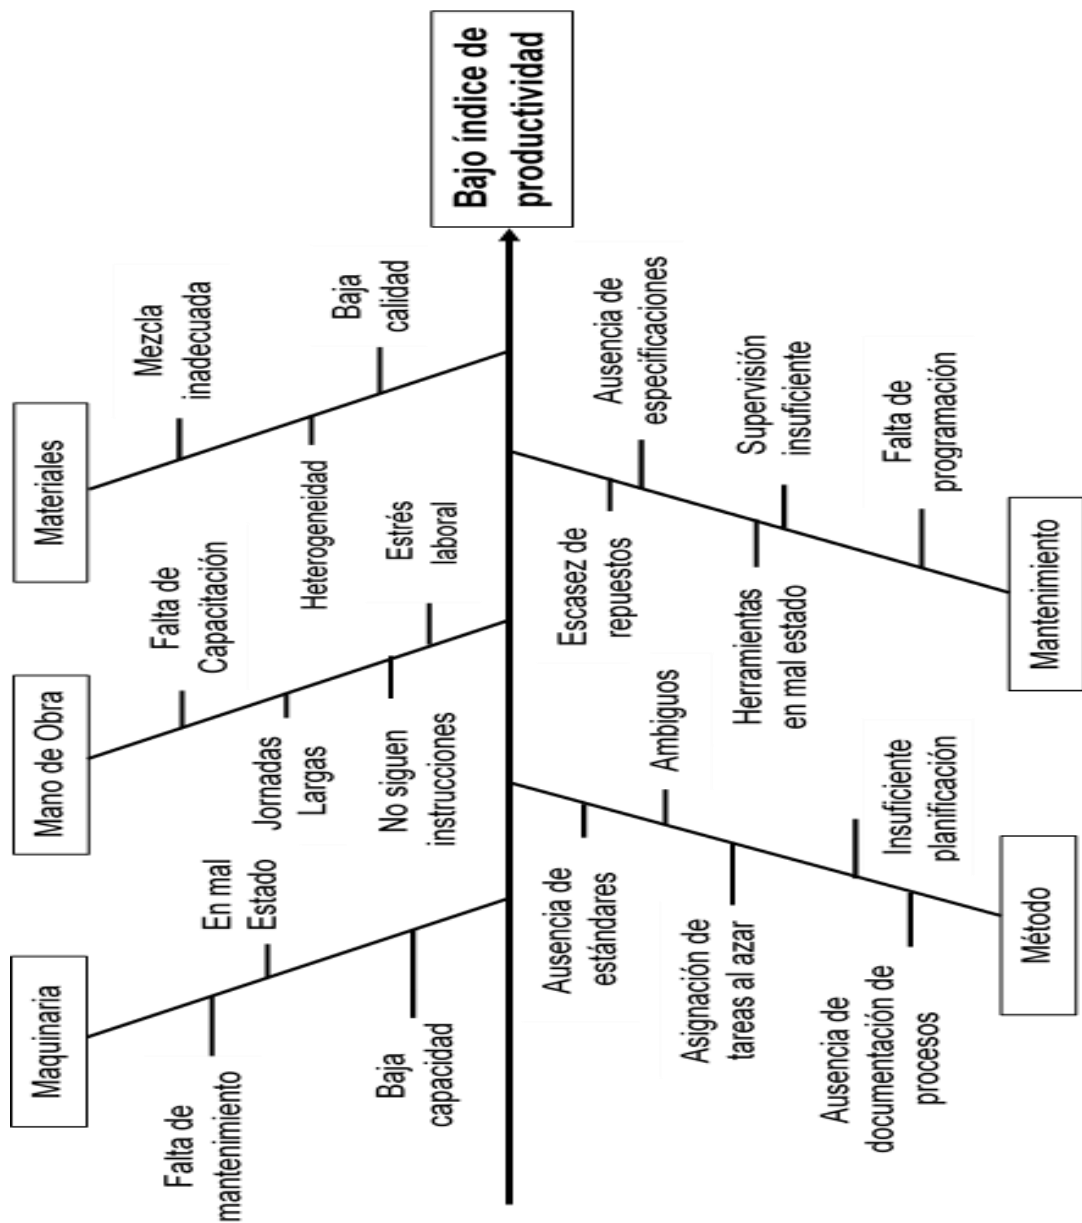 Maquinaria
Falta de
mantenimiento
En mal
Estado
Baja
capacidad
Mano de Obra
Falta de
Capacitación
Jornadas
Largas
No siguen
instrucciones
Estrés
laboral
Materiales
Mezcla
inadecuada
Heterogeneidad
Baja
calidad
Bajo índice de
productividad
Ausencia de
estándares
Ambiguos
Asignación de
tareas al azar
Insuficiente
planificación
Ausencia de
documentación de
procesos
Método
Escasez de
repuestos
Ausencia de
especificaciones
Herramientas
en mal estado
Supervisión
insuficiente
Falta de
programación
Mantenimiento